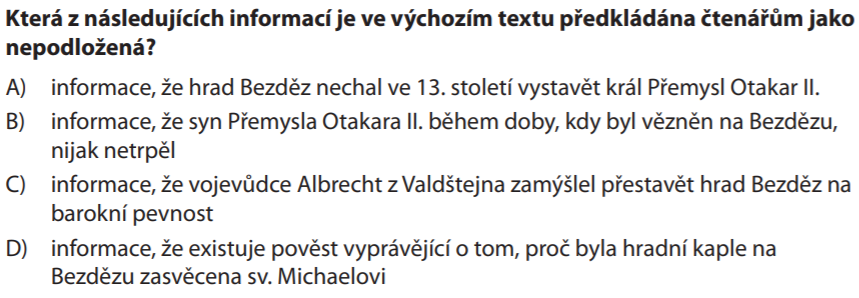 Která z následujících informací je ve výchozím textu předkládána čtenářům jako
nepodložená?
A) informace, že hrad Bezděz nechal ve 13. století vystavět král Přemysl Otakar II.
B) informace, že syn Přemysla Otakara II. během doby, kdy byl vězněn na Bezdězu,
nijak netrpěl
C) informace, že vojevůdce Albrecht z Valdštejna zamýšlel přestavět hrad Bezděz na
barokní pevnost
D) informace, že existuje pověst vyprávějící o tom, proč byla hradní kaple na
Bezdězu zasvěcena sv. Michaelovi